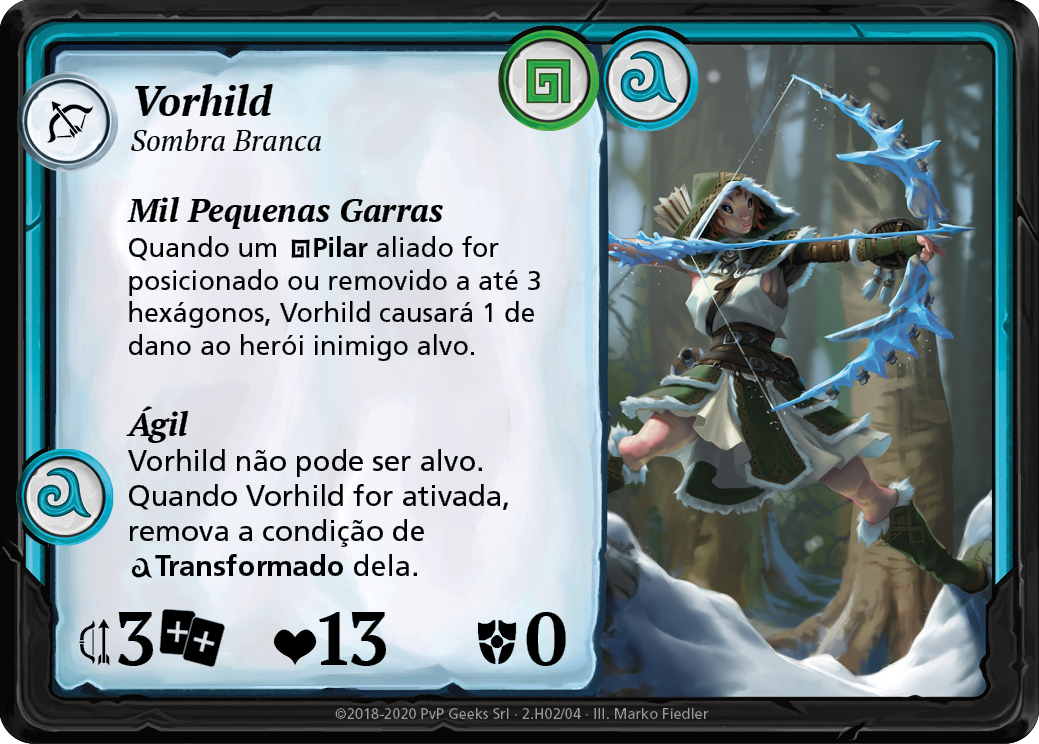 Vorhild
Sombra Branca
Mil Pequenas Garras
Quando um Pilar aliado for
posicionado ou removido a até 3
hexágonos, Vorhild causará 1 de
dano ao herói inimigo alvo.
Ágil
Vorhild não pode ser alvo.
Quando Vorhild for ativada,
remova a condição de
Transformado dela.
3 ++ 13 0
©2018-2020 PvP Geeks Srl · 2.H02/04 · Ill. Marko Fiedler